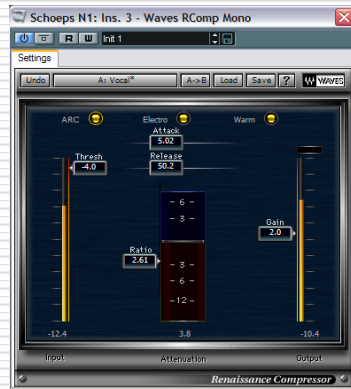 Schoeps N1: Ins. 3 - Waves RComp Mono
R W Init 1
Settings
Undo A: Vocal* A->B Load Save ? W WAVES
ARC Electro Warm
Attack
5.02
Thresh
-4.0
Release
50.2
- 6 -
- 3 -
Gain
2.0
Ratio
2.61
- 3 -
- 6 -
-12-
-12.4 3.8 -10.4
Input Attenuation Output
Renaissance Compressor